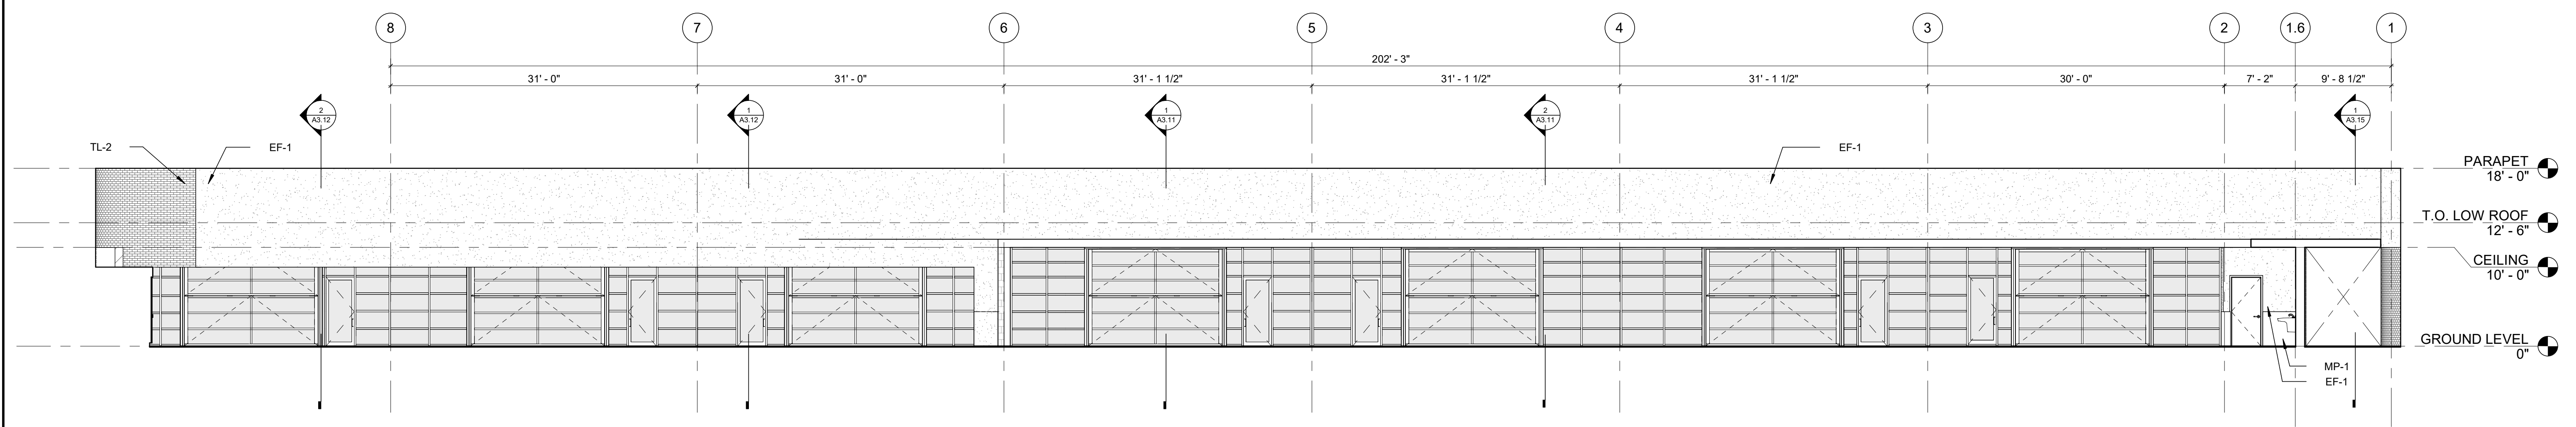 8 7 6 5 4 3 2 1.6 1
202' - 3"
31' - 0" 31' - 0" 31' - 1 1/2" 31' - 1 1/2" 31' - 1 1/2" 30' - 0" 7' - 2" 9' - 8 1/2"
2 1 1 2 1
A3.12 A3.12 A3.11 A3.11 A3.15
TL-2 EF-1 EF-1
PARAPET
18' - 0"
T.O. LOW ROOF
12' - 6"
CEILING
10' - 0"
GROUND LEVEL
0"
MP-1
EF-1